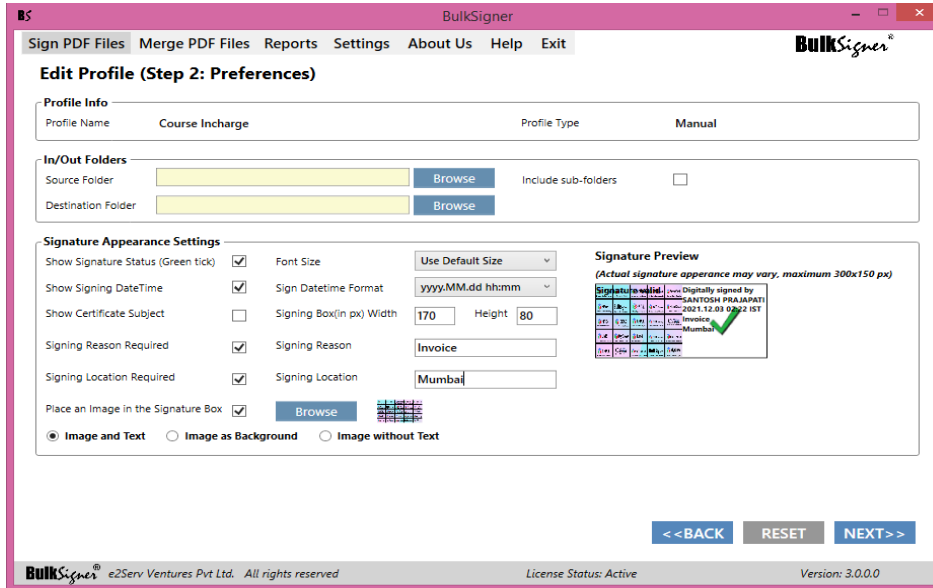 BS BulkSigner
Sign PDF Files Merge PDF Files Reports Settings About Us Help Exit
BulkSigner®
Edit Profile (Step 2: Preferences)
Profile Info
Profile Name Course Incharge Profile Type Manual
In/Out Folders
Source Folder Browse Include sub-folders
Destination Folder Browse
Signature Appearance Settings
Show Signature Status (Green tick) Font Size Use Default Size
Show Signing DateTime Sign Datetime Format yyyy.MM.dd hh:mm
Show Certificate Subject Signing Box(in px) Width 170 Height 80
Signing Reason Required Signing Reason Invoice
Signing Location Required Signing Location Mumbai
Place an Image in the Signature Box Browse
Image and Text Image as Background Image without Text
Signature Preview
(Actual signature apperance may vary, maximum 300x150 px)
Signature valid
Digitally signed by
SANTOSH PRAJAPATI
2021.12.03 02:22 IST
Invoice
Mumbai
<<BACK RESET NEXT>>
BulkSigner® e2Serv Ventures Pvt Ltd. All rights reserved License Status: Active Version: 3.0.0.0